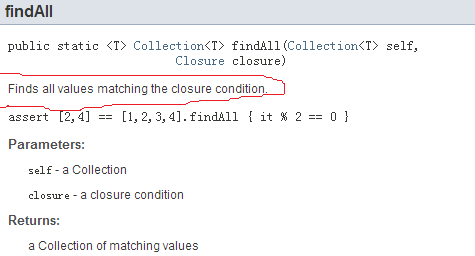 findAll
public static <T> Collection<T> findAll(Collection<T> self,
Closure closure)
Finds all values matching the closure condition.
assert [2,4] == [1,2,3,4].findAll { it % 2 == 0 }
Parameters:
self - a Collection
closure - a closure condition
Returns:
a Collection of matching values